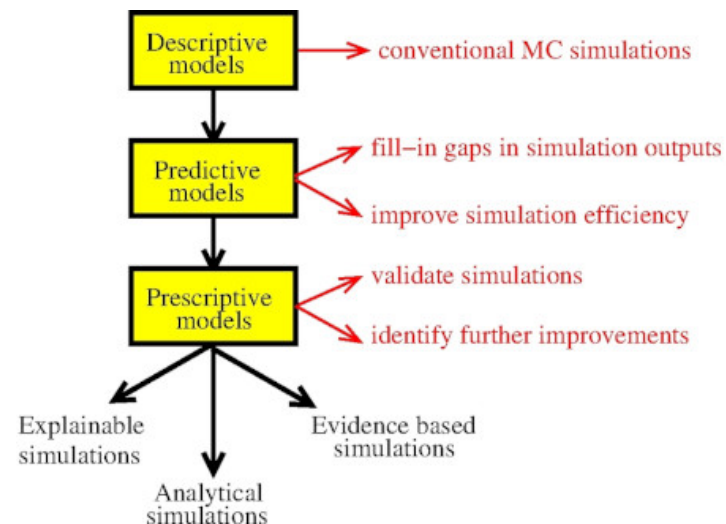 Descriptive
models
conventional MC simulations
Predictive
models
fill-in gaps in simulation outputs
improve simulation efficiency
Prescriptive
models
validate simulations
identify further improvements
Explainable
simulations
Evidence based
simulations
Analytical
simulations